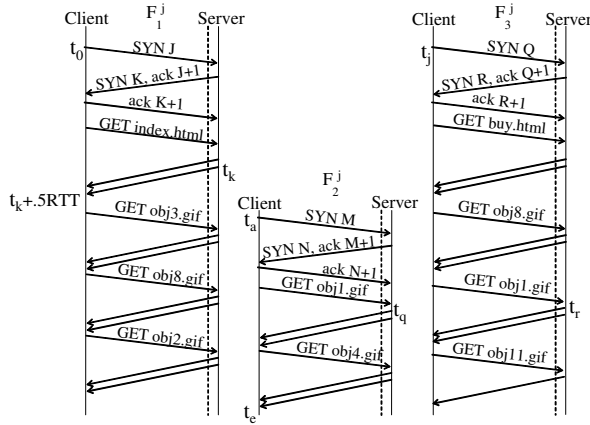 Client F₁ʲ Server
t₀
SYN J
SYN K, ack J+1
ack K+1
GET index.html
tₖ
tₖ+.5RTT
GET obj3.gif
GET obj8.gif
GET obj2.gif
Client F₂ʲ Server
tₐ
SYN M
SYN N, ack M+1
ack N+1
GET obj1.gif
t_q
GET obj4.gif
tₑ
Client F₃ʲ Server
tⱼ
SYN Q
SYN R, ack Q+1
ack R+1
GET buy.html
GET obj8.gif
GET obj1.gif
tᵣ
GET obj11.gif